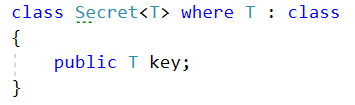 class Secret<T> where T : class
{
    public T key;
}